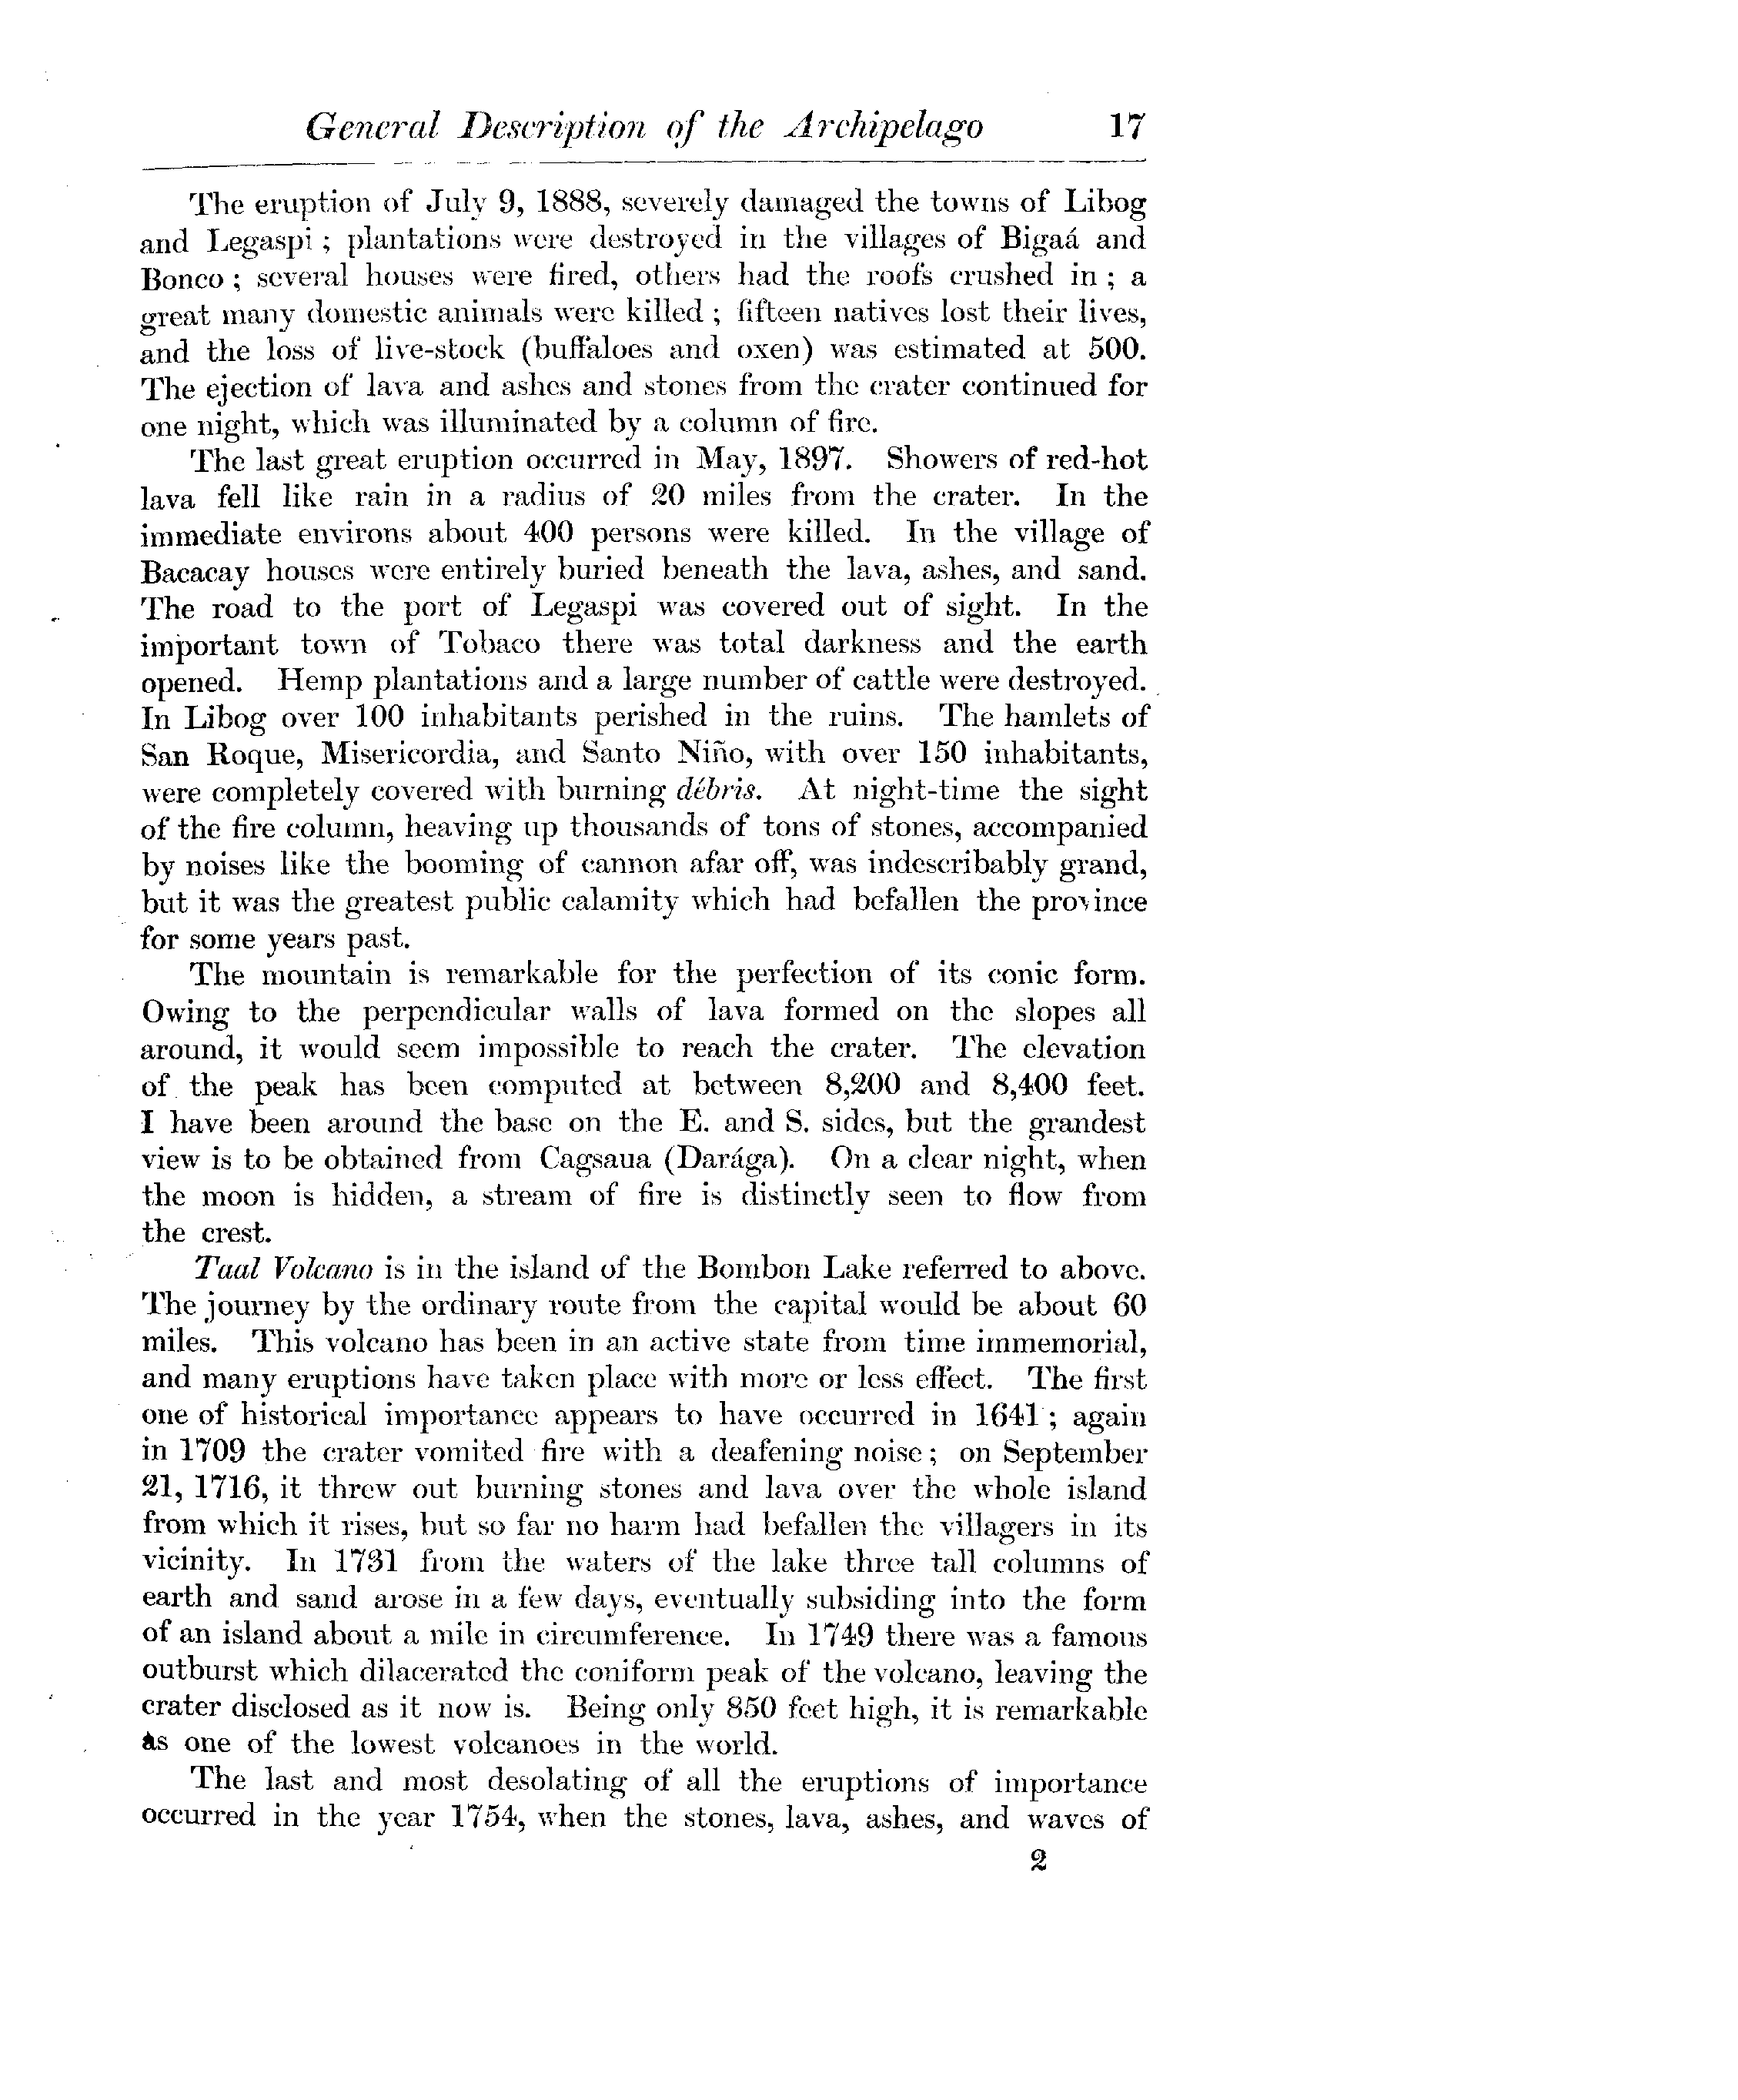 General Description of the Archipelago 17
The eruption of July 9, 1888, severely damaged the towns of Libog
and Legaspi ; plantations were destroyed in the villages of Bigaá and
Bonco ; several houses were fired, others had the roofs crushed in ; a
great many domestic animals were killed ; fifteen natives lost their lives,
and the loss of live-stock (buffaloes and oxen) was estimated at 500.
The ejection of lava and ashes and stones from the crater continued for
one night, which was illuminated by a column of fire.
The last great eruption occurred in May, 1897. Showers of red-hot
lava fell like rain in a radius of 20 miles from the crater. In the
immediate environs about 400 persons were killed. In the village of
Bacacay houses were entirely buried beneath the lava, ashes, and sand.
The road to the port of Legaspi was covered out of sight. In the
important town of Tobaco there was total darkness and the earth
opened. Hemp plantations and a large number of cattle were destroyed.
In Libog over 100 inhabitants perished in the ruins. The hamlets of
San Roque, Misericordia, and Santo Niño, with over 150 inhabitants,
were completely covered with burning débris. At night-time the sight
of the fire column, heaving up thousands of tons of stones, accompanied
by noises like the booming of cannon afar off, was indescribably grand,
but it was the greatest public calamity which had befallen the province
for some years past.
The mountain is remarkable for the perfection of its conic form.
Owing to the perpendicular walls of lava formed on the slopes all
around, it would seem impossible to reach the crater. The elevation
of the peak has been computed at between 8,200 and 8,400 feet.
I have been around the base on the E. and S. sides, but the grandest
view is to be obtained from Cagsaua (Darága). On a clear night, when
the moon is hidden, a stream of fire is distinctly seen to flow from
the crest.
Taal Volcano is in the island of the Bombon Lake referred to above.
The journey by the ordinary route from the capital would be about 60
miles. This volcano has been in an active state from time immemorial,
and many eruptions have taken place with more or less effect. The first
one of historical importance appears to have occurred in 1641 ; again
in 1709 the crater vomited fire with a deafening noise ; on September
21, 1716, it threw out burning stones and lava over the whole island
from which it rises, but so far no harm had befallen the villagers in its
vicinity. In 1731 from the waters of the lake three tall columns of
earth and sand arose in a few days, eventually subsiding into the form
of an island about a mile in circumference. In 1749 there was a famous
outburst which dilacerated the coniform peak of the volcano, leaving the
crater disclosed as it now is. Being only 850 feet high, it is remarkable
as one of the lowest volcanoes in the world.
The last and most desolating of all the eruptions of importance
occurred in the year 1754, when the stones, lava, ashes, and waves of
2